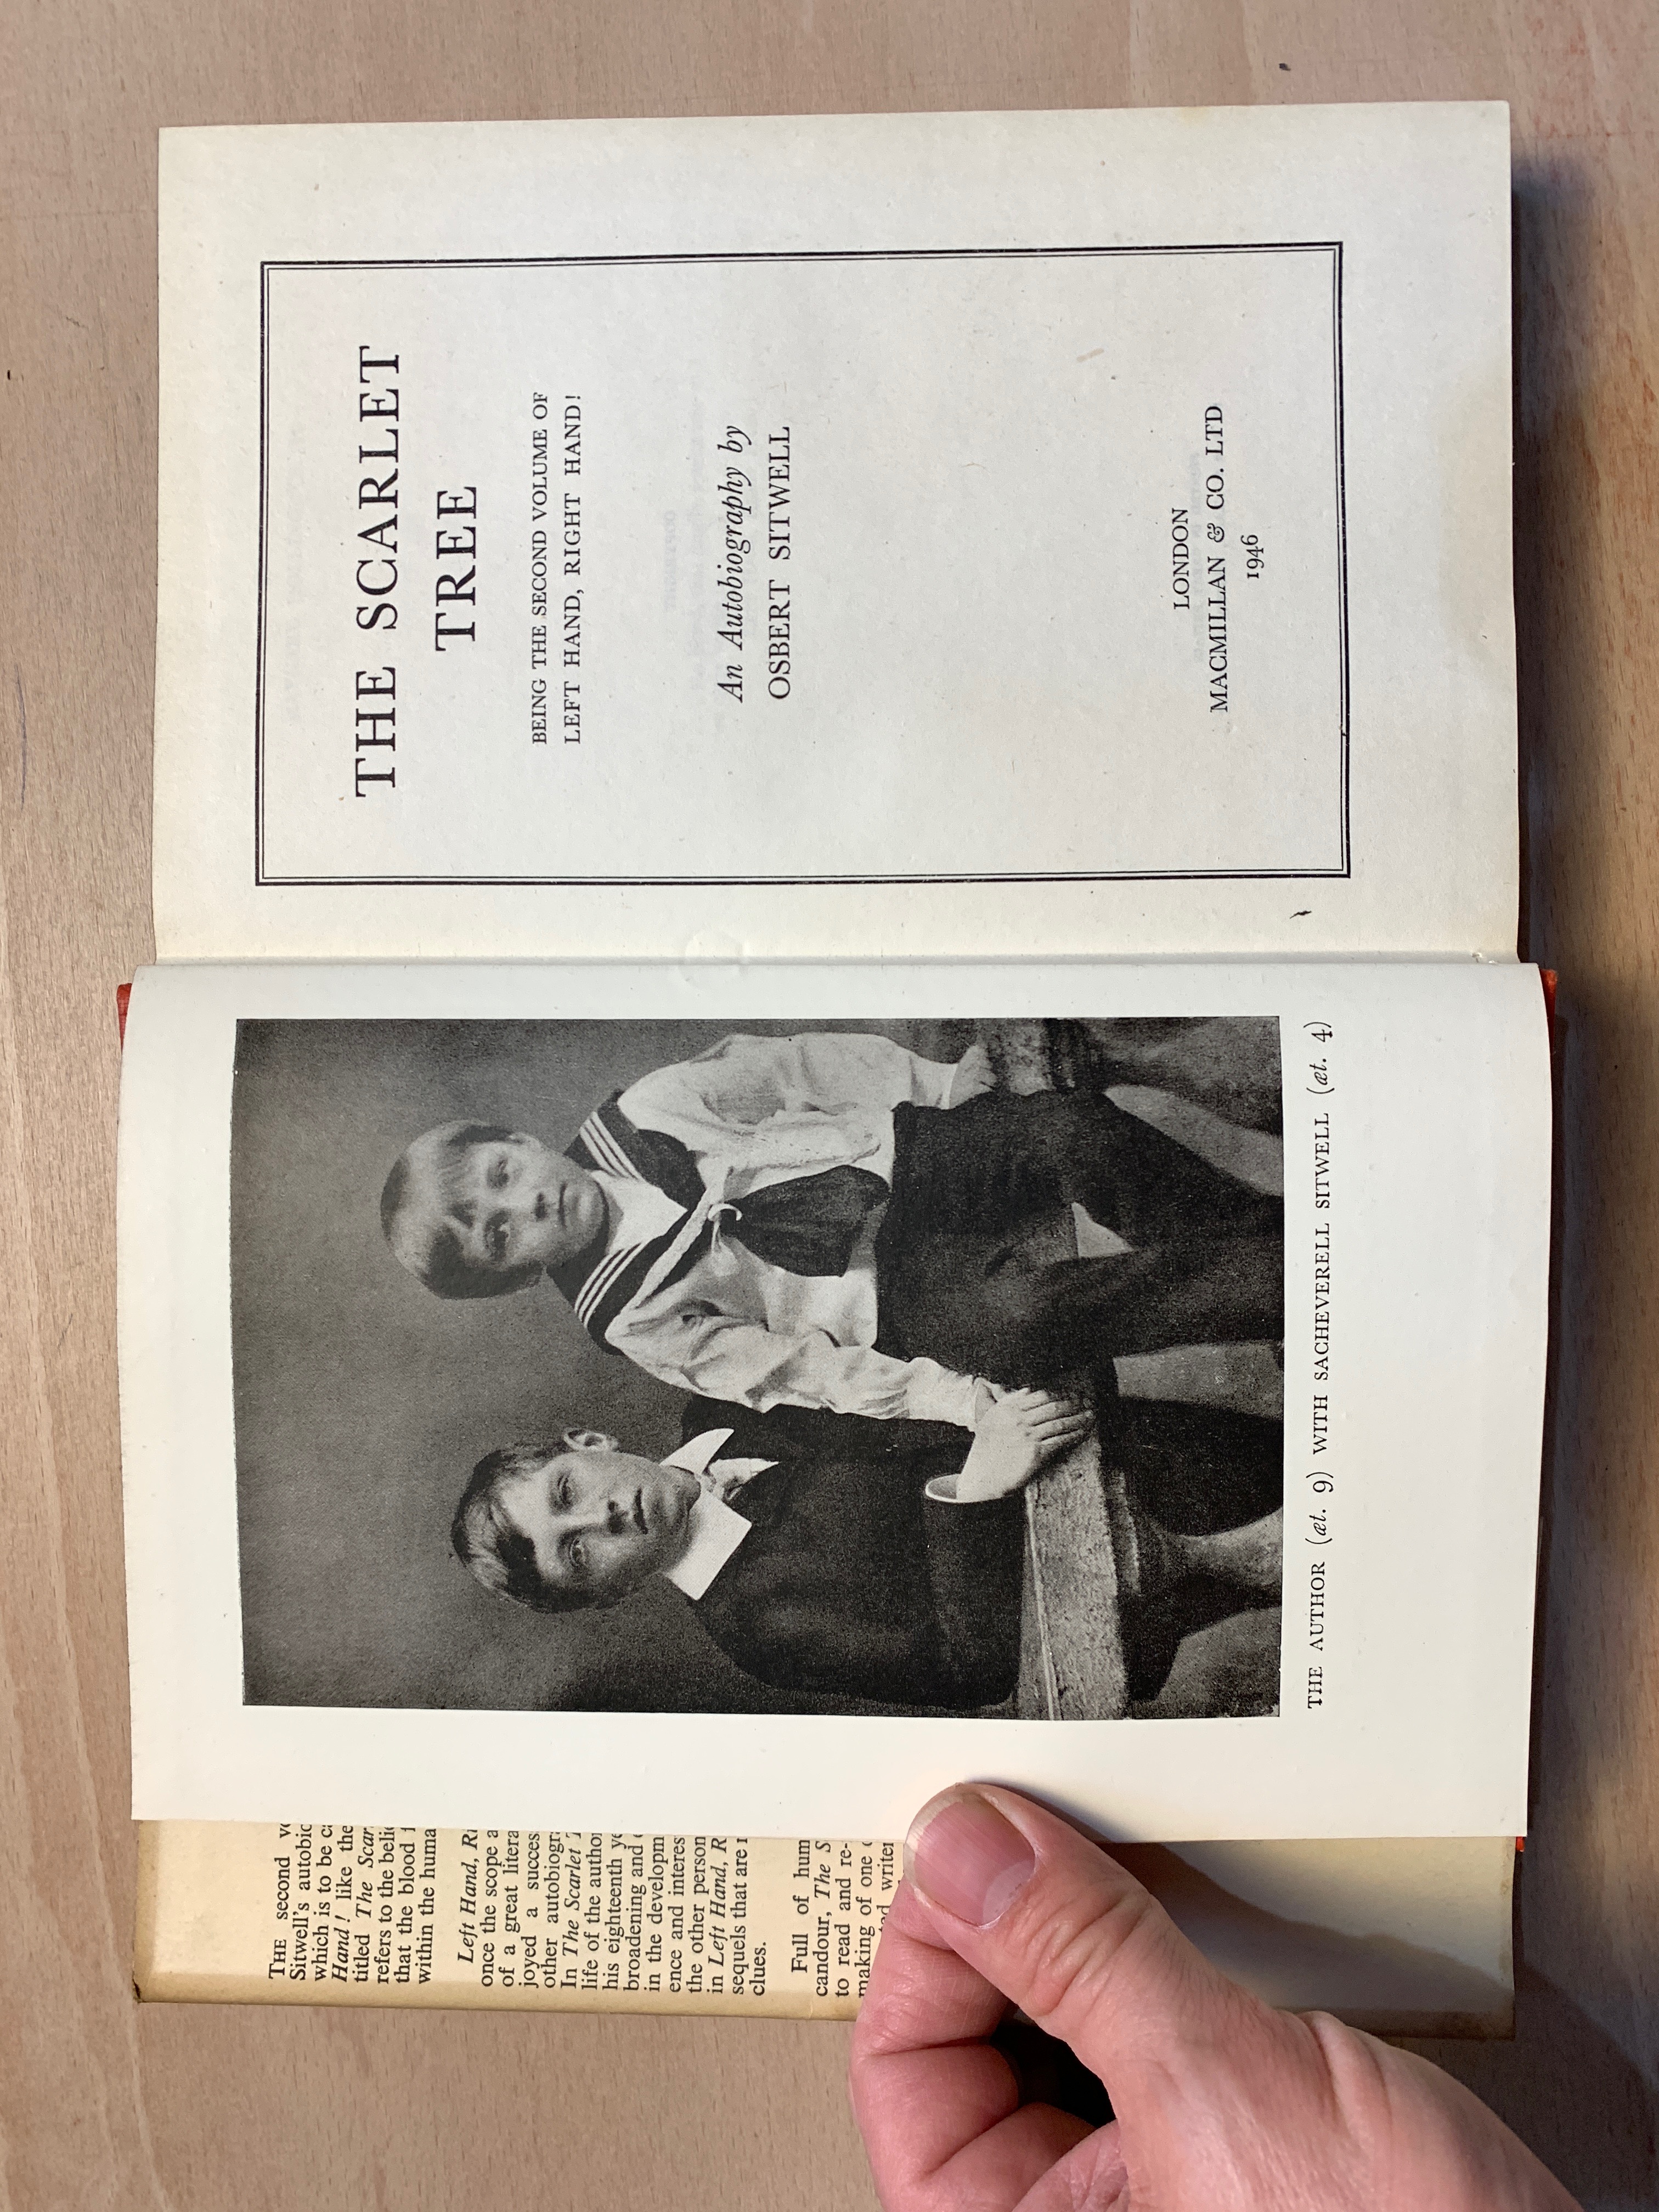 THE second
Sitwell's
which is to be
Hand! like the
titled The
refers to the
that the blood
within the
Left Hand,
once the scope
of a great
joyed a
other
In The Scarlet
life of the
his eighteenth
broadening and
in the
ence and
the other
in Left Hand,
sequels that are
clues.
Full of
candour, The
to read and re-
making of one
THE AUTHOR (æt. 9) WITH SACHEVERELL SITWELL (æt. 4)
THE SCARLET
TREE
BEING THE SECOND VOLUME OF
LEFT HAND, RIGHT HAND!
An Autobiography by
OSBERT SITWELL
LONDON
MACMILLAN & CO. LTD
1946